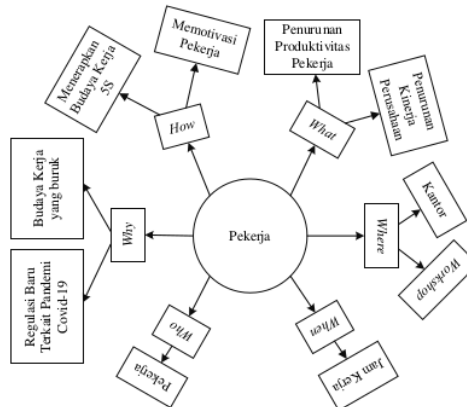 Memotivasi
Pekerja
Penurunan
Produktivitas
Pekerja
Menerapkan
Budaya Kerja
5S
How
What
Penurunan
Kinerja
Perusahaan
Budaya Kerja
yang buruk
Why
Pekerja
Where
Kantor
Workshop
Regulasi Baru
Terkait Pandemi
Covid-19
Who
Pekerja
When
Jam Kerja